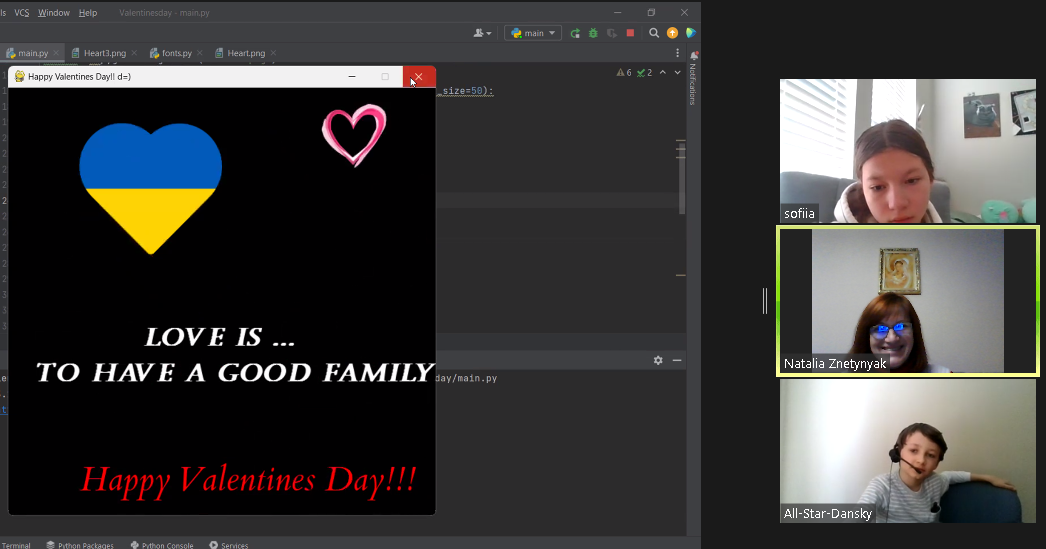 VCS Window Help Valentinesday - main.py
main
main.py Heart3.png fonts.py Heart.png
Happy Valentines Day!! d=)
6 2
_size=50):
Notifications
LOVE IS ...
TO HAVE A GOOD FAMILY
day/main.py
Happy Valentines Day!!!
Terminal Python Packages Python Console Services
sofiia
Natalia Znetynyak
All-Star-Dansky